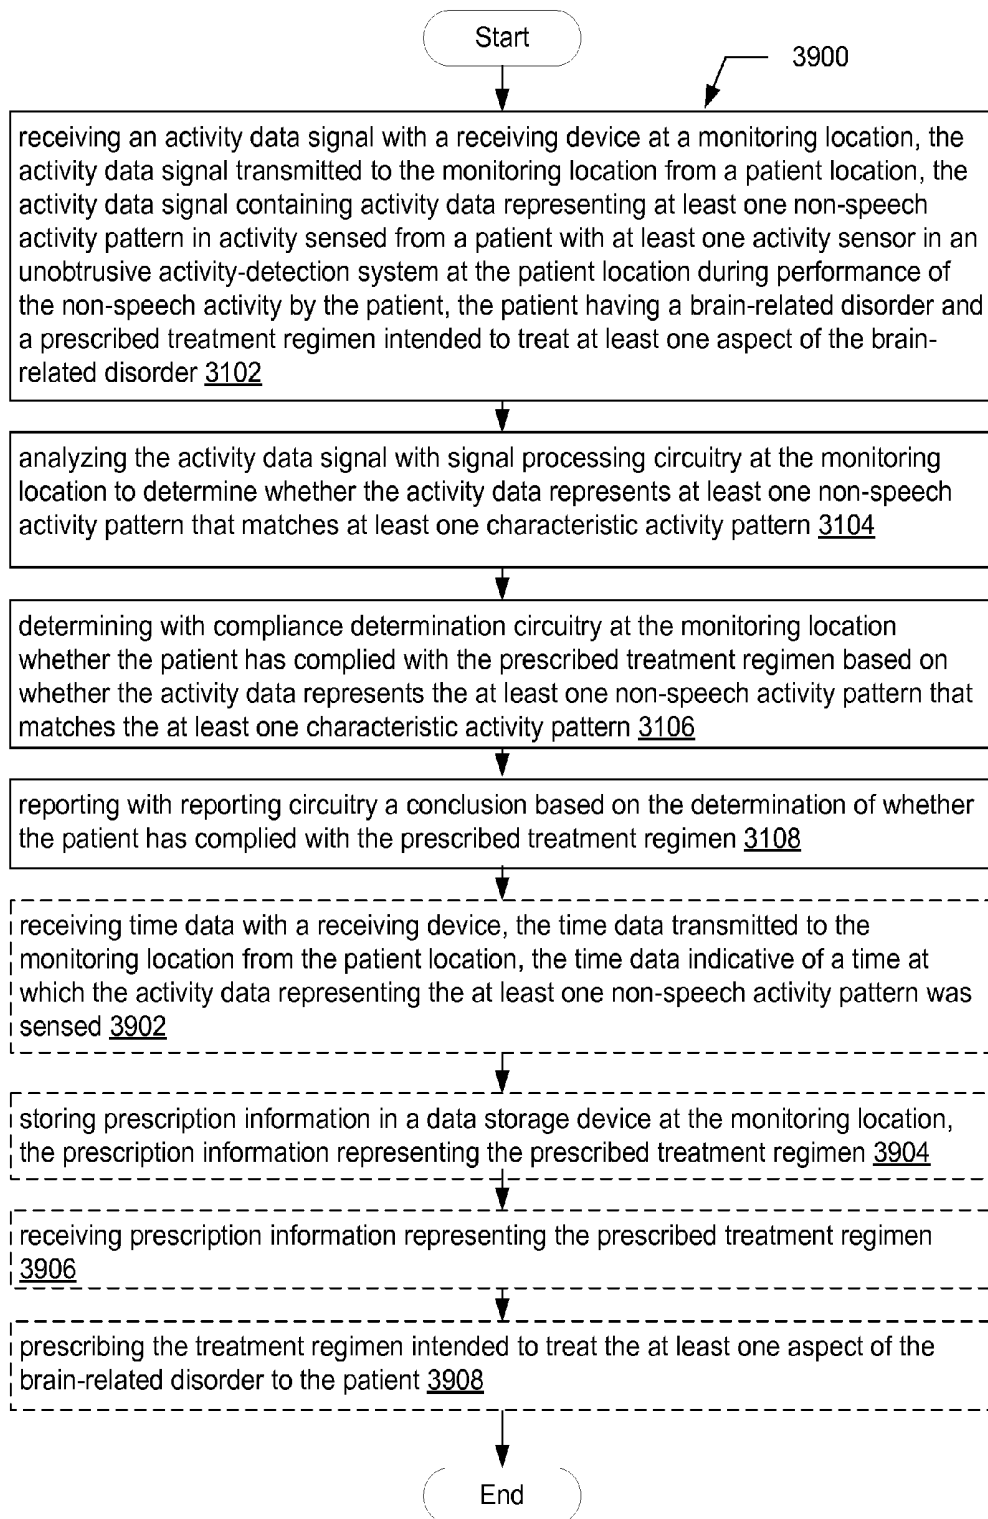 Start
3900
receiving an activity data signal with a receiving device at a monitoring location, the
activity data signal transmitted to the monitoring location from a patient location, the
activity data signal containing activity data representing at least one non-speech
activity pattern in activity sensed from a patient with at least one activity sensor in an
unobtrusive activity-detection system at the patient location during performance of
the non-speech activity by the patient, the patient having a brain-related disorder and
a prescribed treatment regimen intended to treat at least one aspect of the brain-
related disorder 3102
analyzing the activity data signal with signal processing circuitry at the monitoring
location to determine whether the activity data represents at least one non-speech
activity pattern that matches at least one characteristic activity pattern 3104
determining with compliance determination circuitry at the monitoring location
whether the patient has complied with the prescribed treatment regimen based on
whether the activity data represents the at least one non-speech activity pattern that
matches the at least one characteristic activity pattern 3106
reporting with reporting circuitry a conclusion based on the determination of whether
the patient has complied with the prescribed treatment regimen 3108
receiving time data with a receiving device, the time data transmitted to the
monitoring location from the patient location, the time data indicative of a time at
which the activity data representing the at least one non-speech activity pattern was
sensed 3902
storing prescription information in a data storage device at the monitoring location,
the prescription information representing the prescribed treatment regimen 3904
receiving prescription information representing the prescribed treatment regimen
3906
prescribing the treatment regimen intended to treat the at least one aspect of the
brain-related disorder to the patient 3908
End